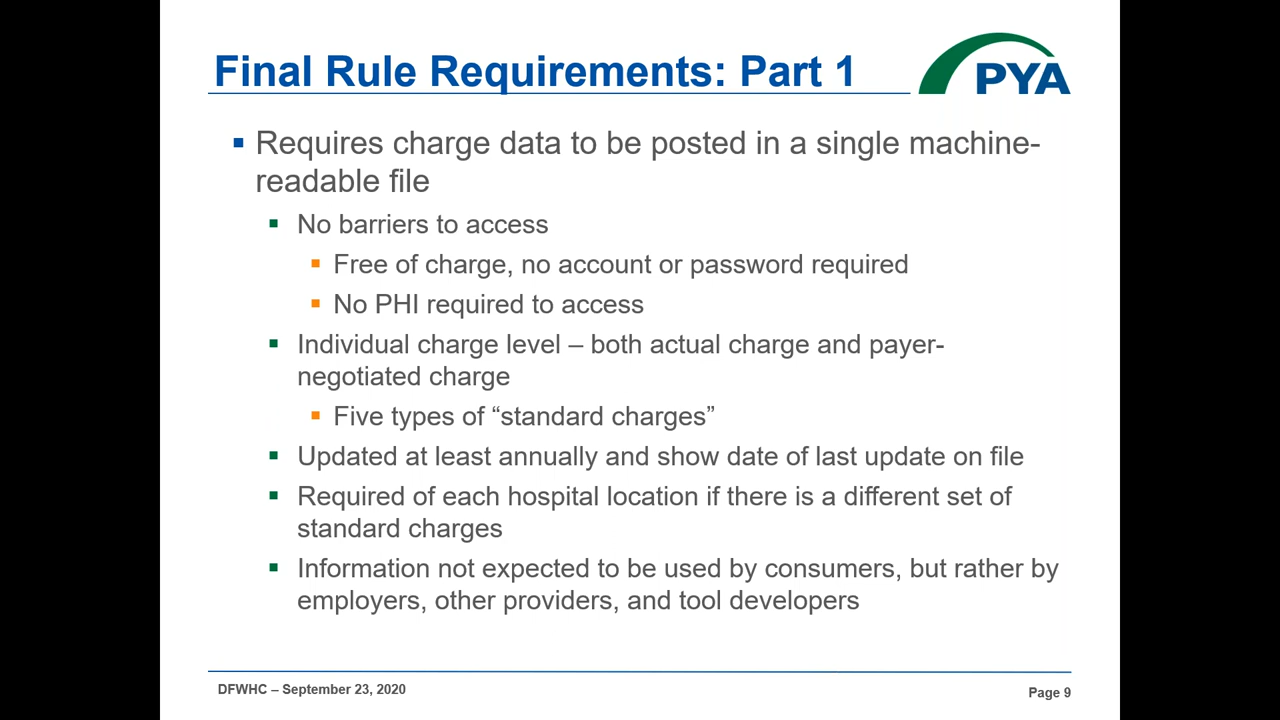 Final Rule Requirements: Part 1
PYA
Requires charge data to be posted in a single machine-
readable file
No barriers to access
Free of charge, no account or password required
No PHI required to access
Individual charge level – both actual charge and payer-
negotiated charge
Five types of “standard charges”
Updated at least annually and show date of last update on file
Required of each hospital location if there is a different set of
standard charges
Information not expected to be used by consumers, but rather by
employers, other providers, and tool developers
DFWHC – September 23, 2020
Page 9